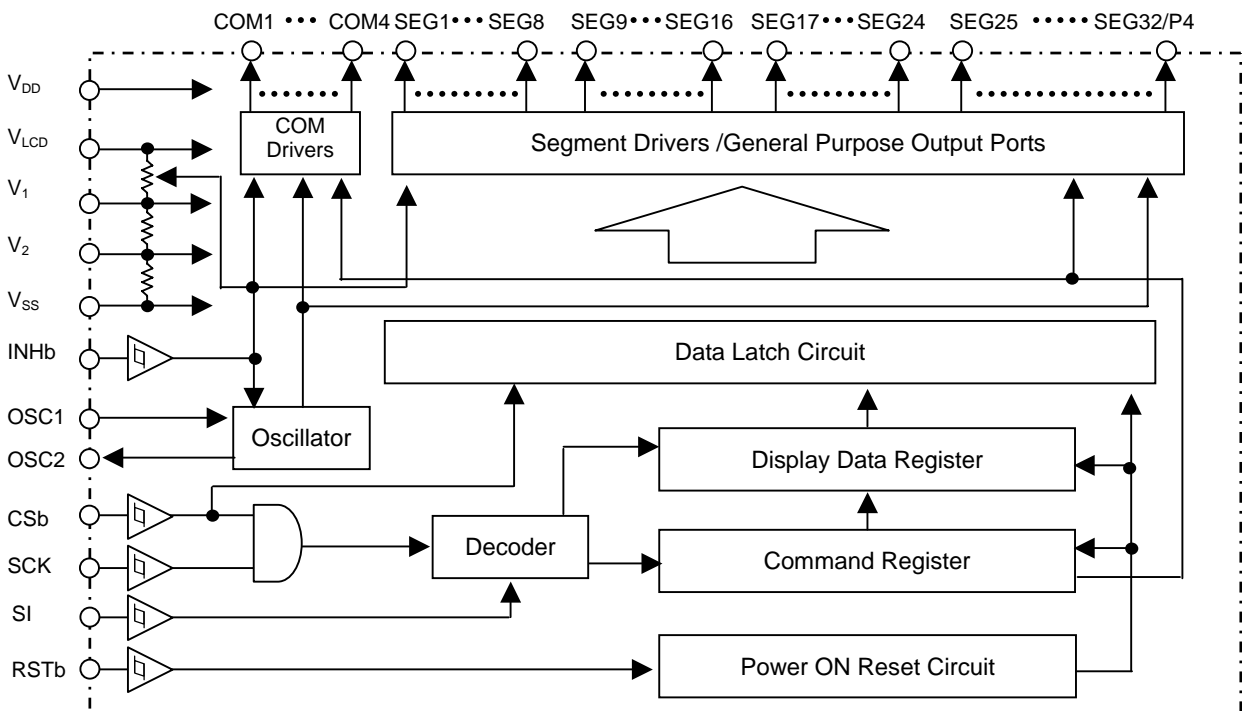 COM1 ••• COM4 SEG1•••SEG8 SEG9•••SEG16 SEG17•••SEG24 SEG25 ••••• SEG32/P4
VDD
VLCD
V1
V2
VSS
INHb
OSC1
OSC2
CSb
SCK
SI
RSTb
COM
Drivers
Segment Drivers /General Purpose Output Ports
Data Latch Circuit
Oscillator
Display Data Register
Decoder
Command Register
Power ON Reset Circuit